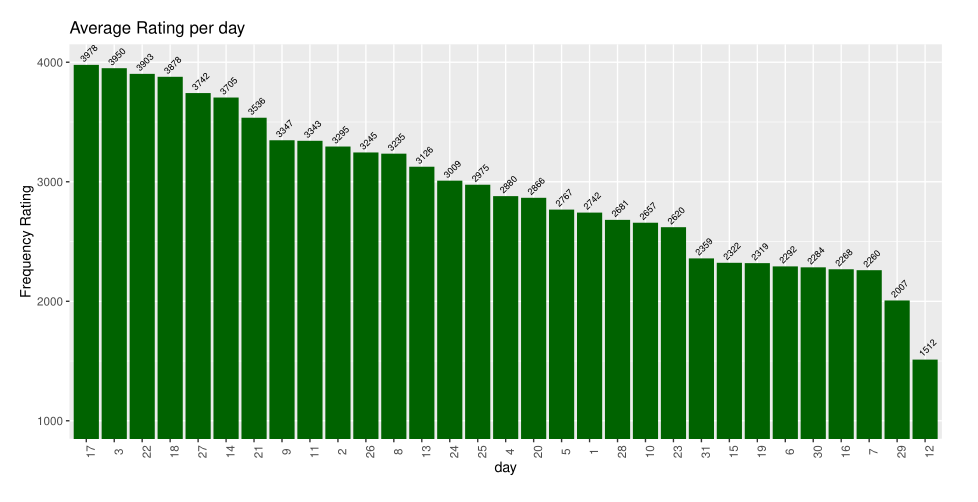 Average Rating per day
Frequency Rating
4000
3000
2000
1000
3978 3950 3903 3878 3742 3705 3536 3347 3343 3295 3245 3235 3126 3009 2975 2880 2866 2767 2742 2681 2657 2620 2359 2322 2319 2292 2284 2268 2260 2007 1512
17 3 22 18 27 14 21 9 11 2 26 8 13 24 25 4 20 5 1 28 10 23 31 15 19 6 30 16 7 29 12
day